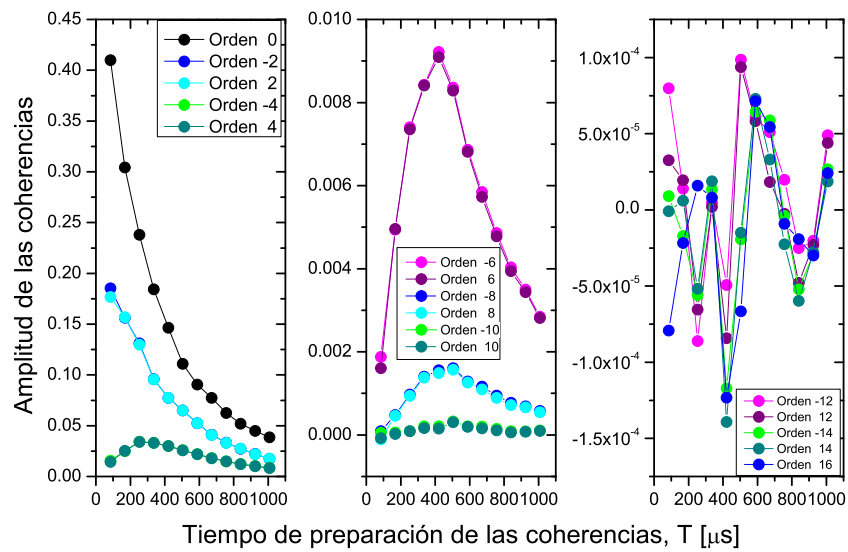 Amplitud de las coherencias
0.45
0.40
0.35
0.30
0.25
0.20
0.15
0.10
0.05
0.00
Orden 0
Orden -2
Orden 2
Orden -4
Orden 4
0 200 400 600 800 1000
0.010
0.008
0.006
0.004
0.002
0.000
Orden -6
Orden 6
Orden -8
Orden 8
Orden -10
Orden 10
0 200 400 600 800 1000
1.0x10⁻⁴
5.0x10⁻⁵
0.0
-5.0x10⁻⁵
-1.0x10⁻⁴
-1.5x10⁻⁴
Orden -12
Orden 12
Orden -14
Orden 14
Orden 16
0 200 400 600 800 1000
Tiempo de preparación de las coherencias, T [μs]